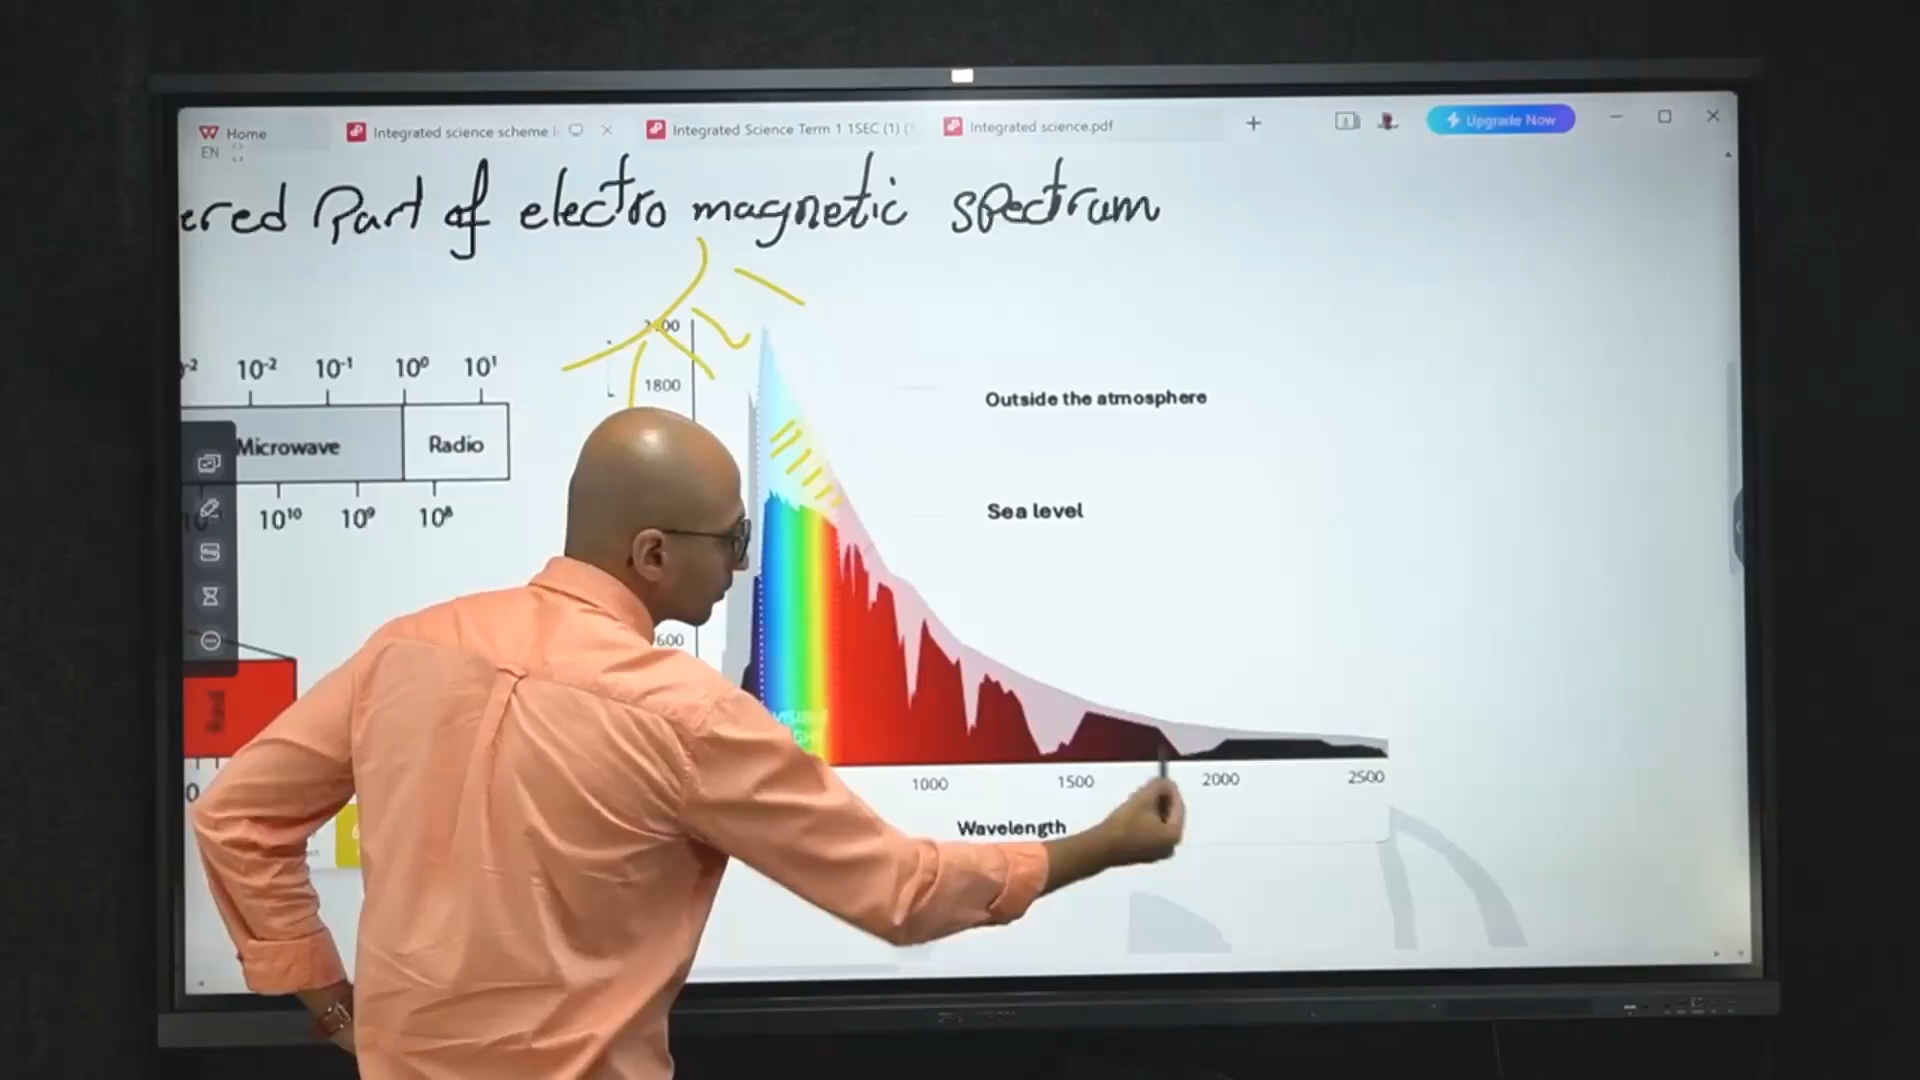 Home
Integrated science scheme
Integrated Science Term 1 1SEC (1)
Integrated science.pdf
Upgrade Now
EN
ered Part of electro magnetic spectrum
10-2 10-1 10⁰ 10¹
Microwave Radio
10¹⁰ 10⁹ 10⁸
1800
600
Outside the atmosphere
Sea level
Red
1000 1500 2000 2500
Wavelength